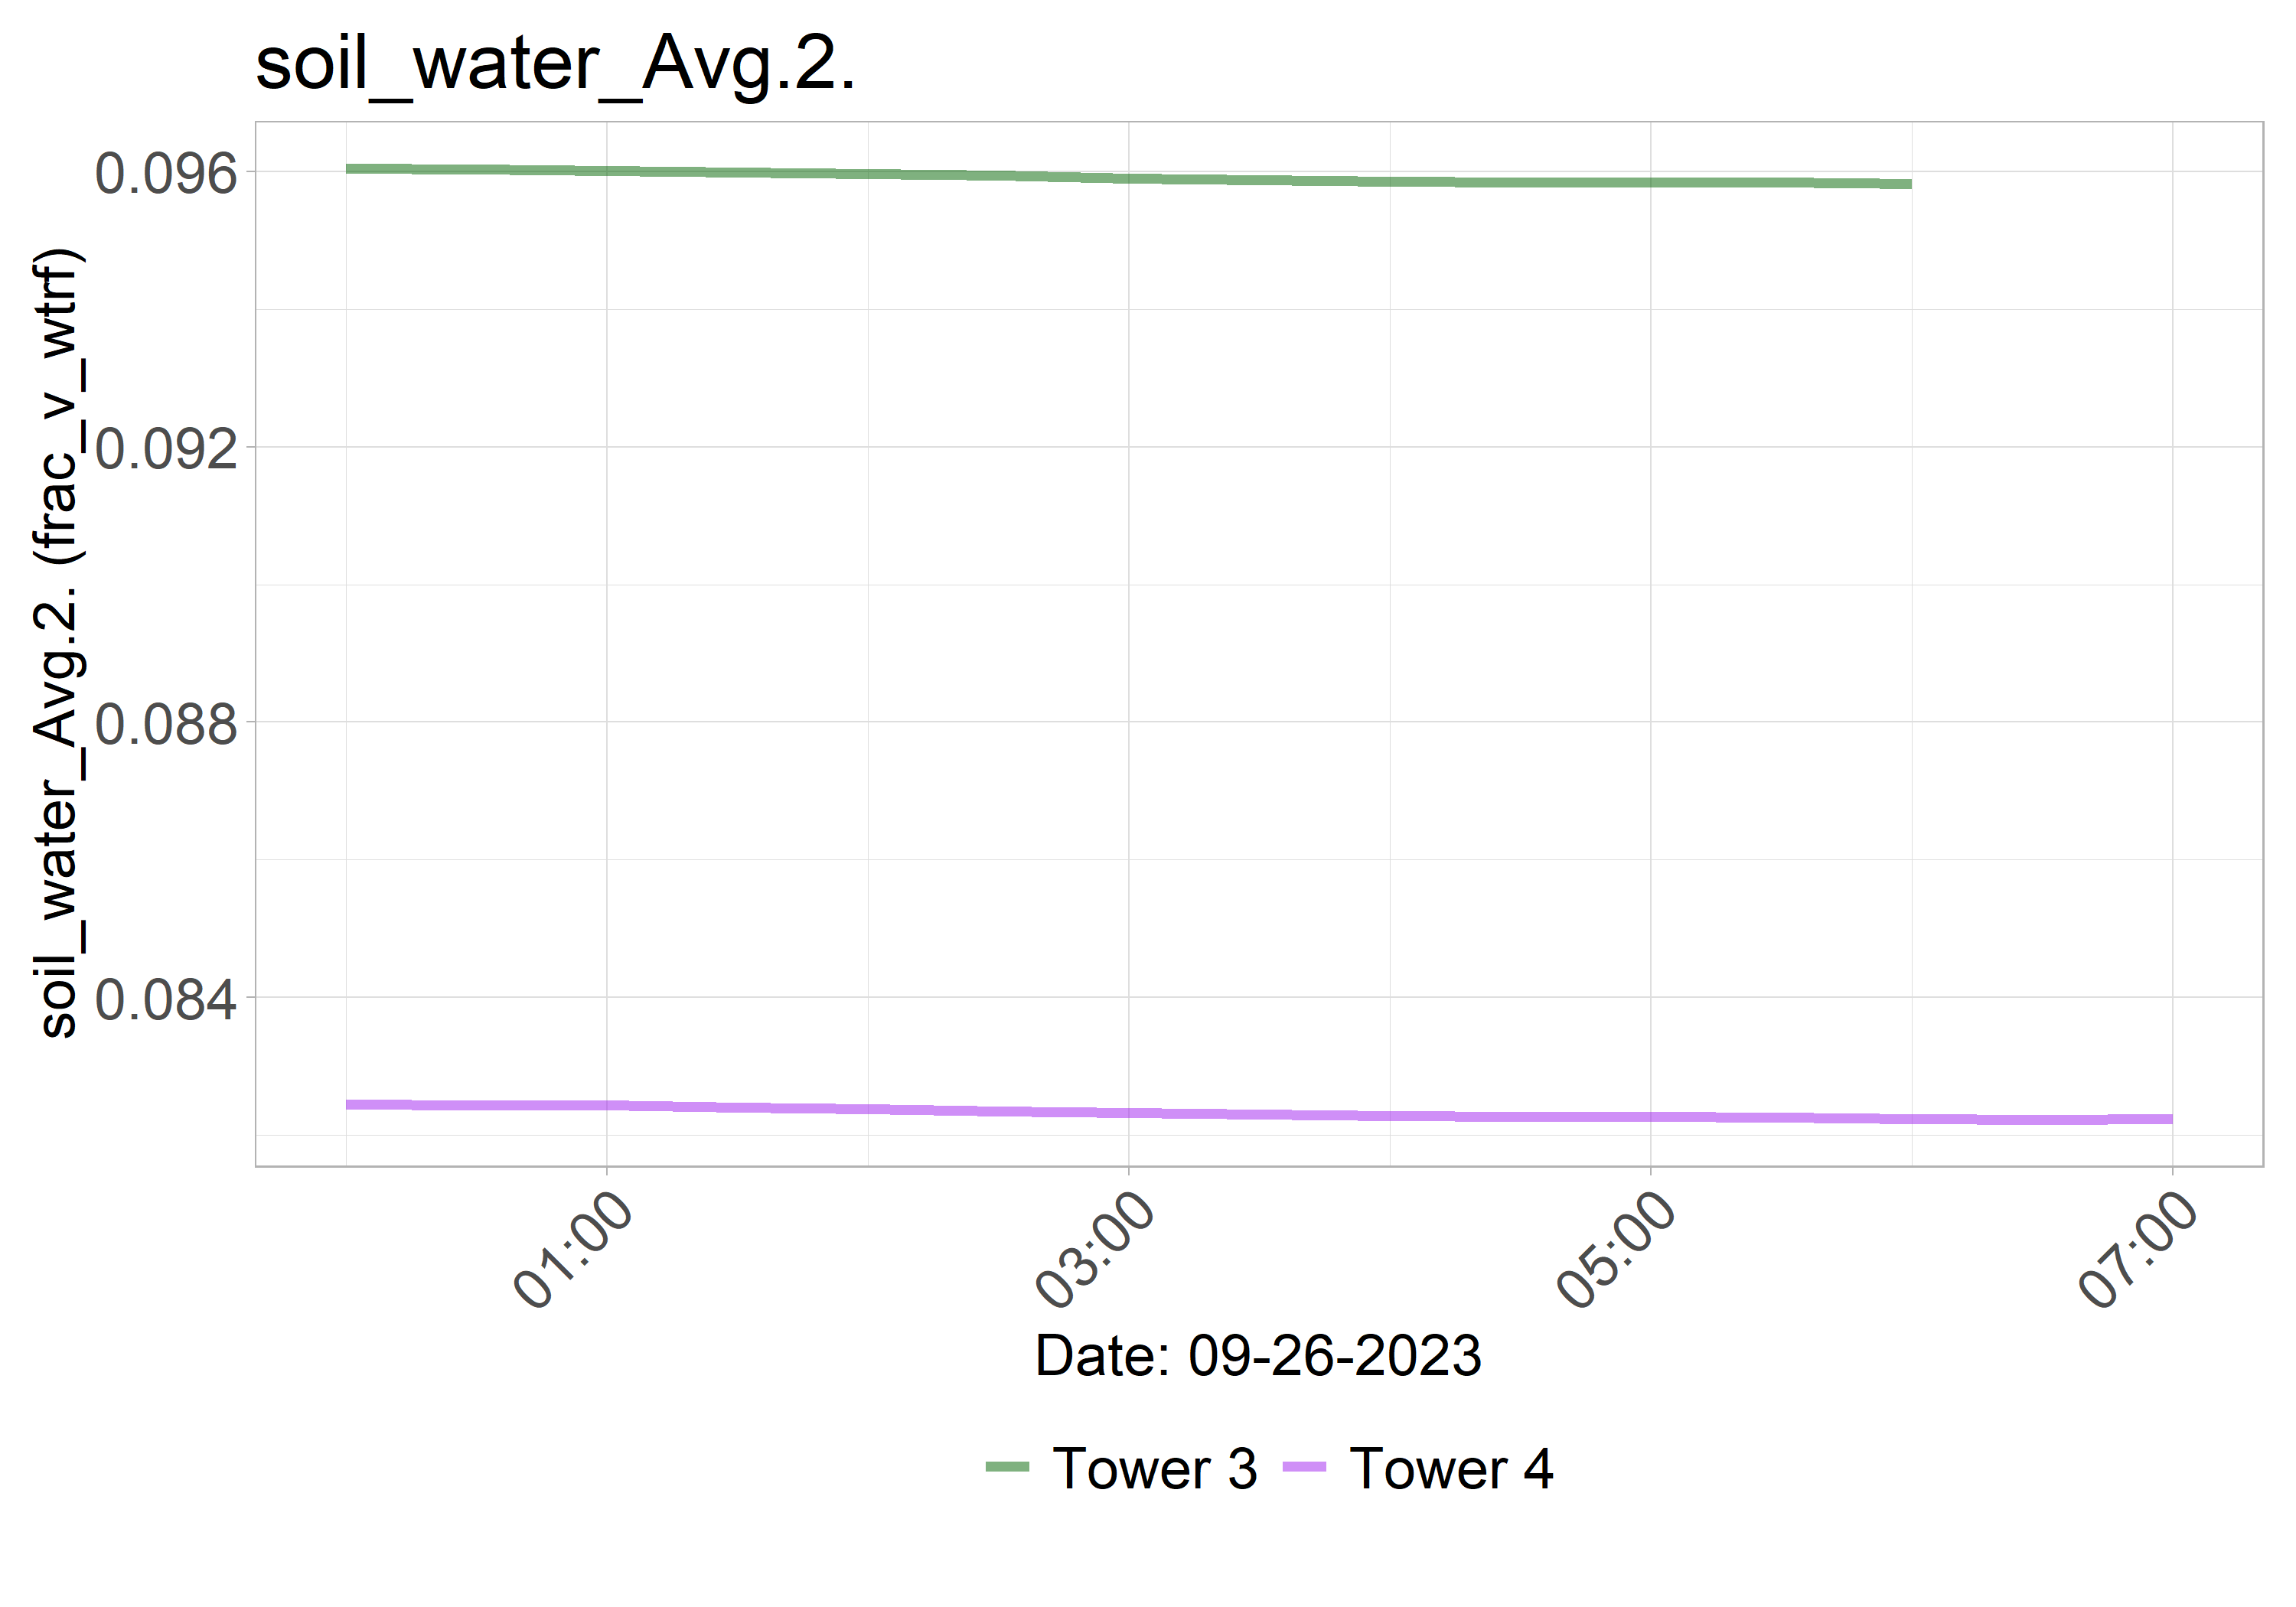 soil_water_Avg.2.
soil_water_Avg.2. (frac_v_wtrf)
0.096
0.092
0.088
0.084
01:00
03:00
05:00
07:00
Date: 09-26-2023
Tower 3
Tower 4